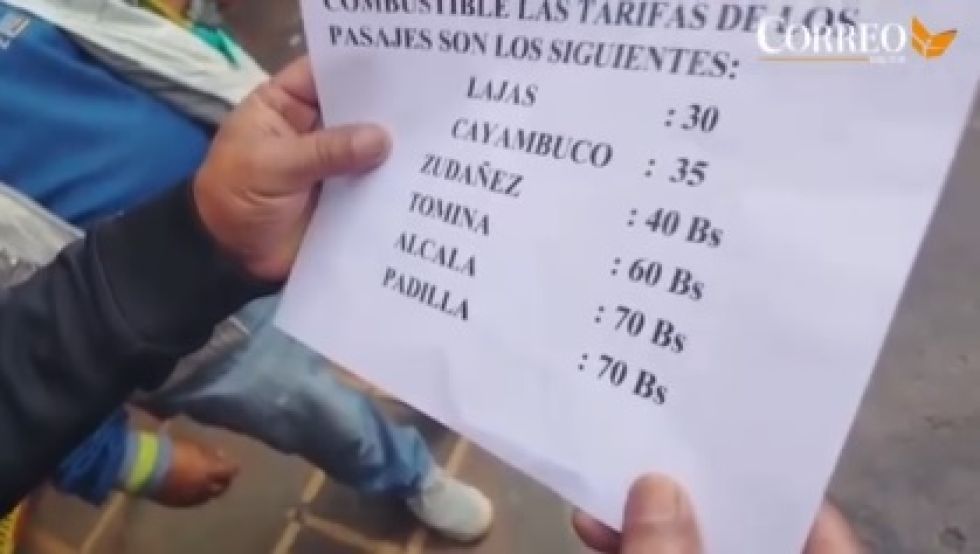 COMBUSTIBLE LAS TARIFAS DE LOS
PASAJES SON LOS SIGUIENTES:
LAJAS : 30
CAYAMBUCO : 35
ZUDAÑEZ : 40 Bs
TOMINA : 60 Bs
ALCALA : 70 Bs
PADILLA : 70 Bs
CORREO